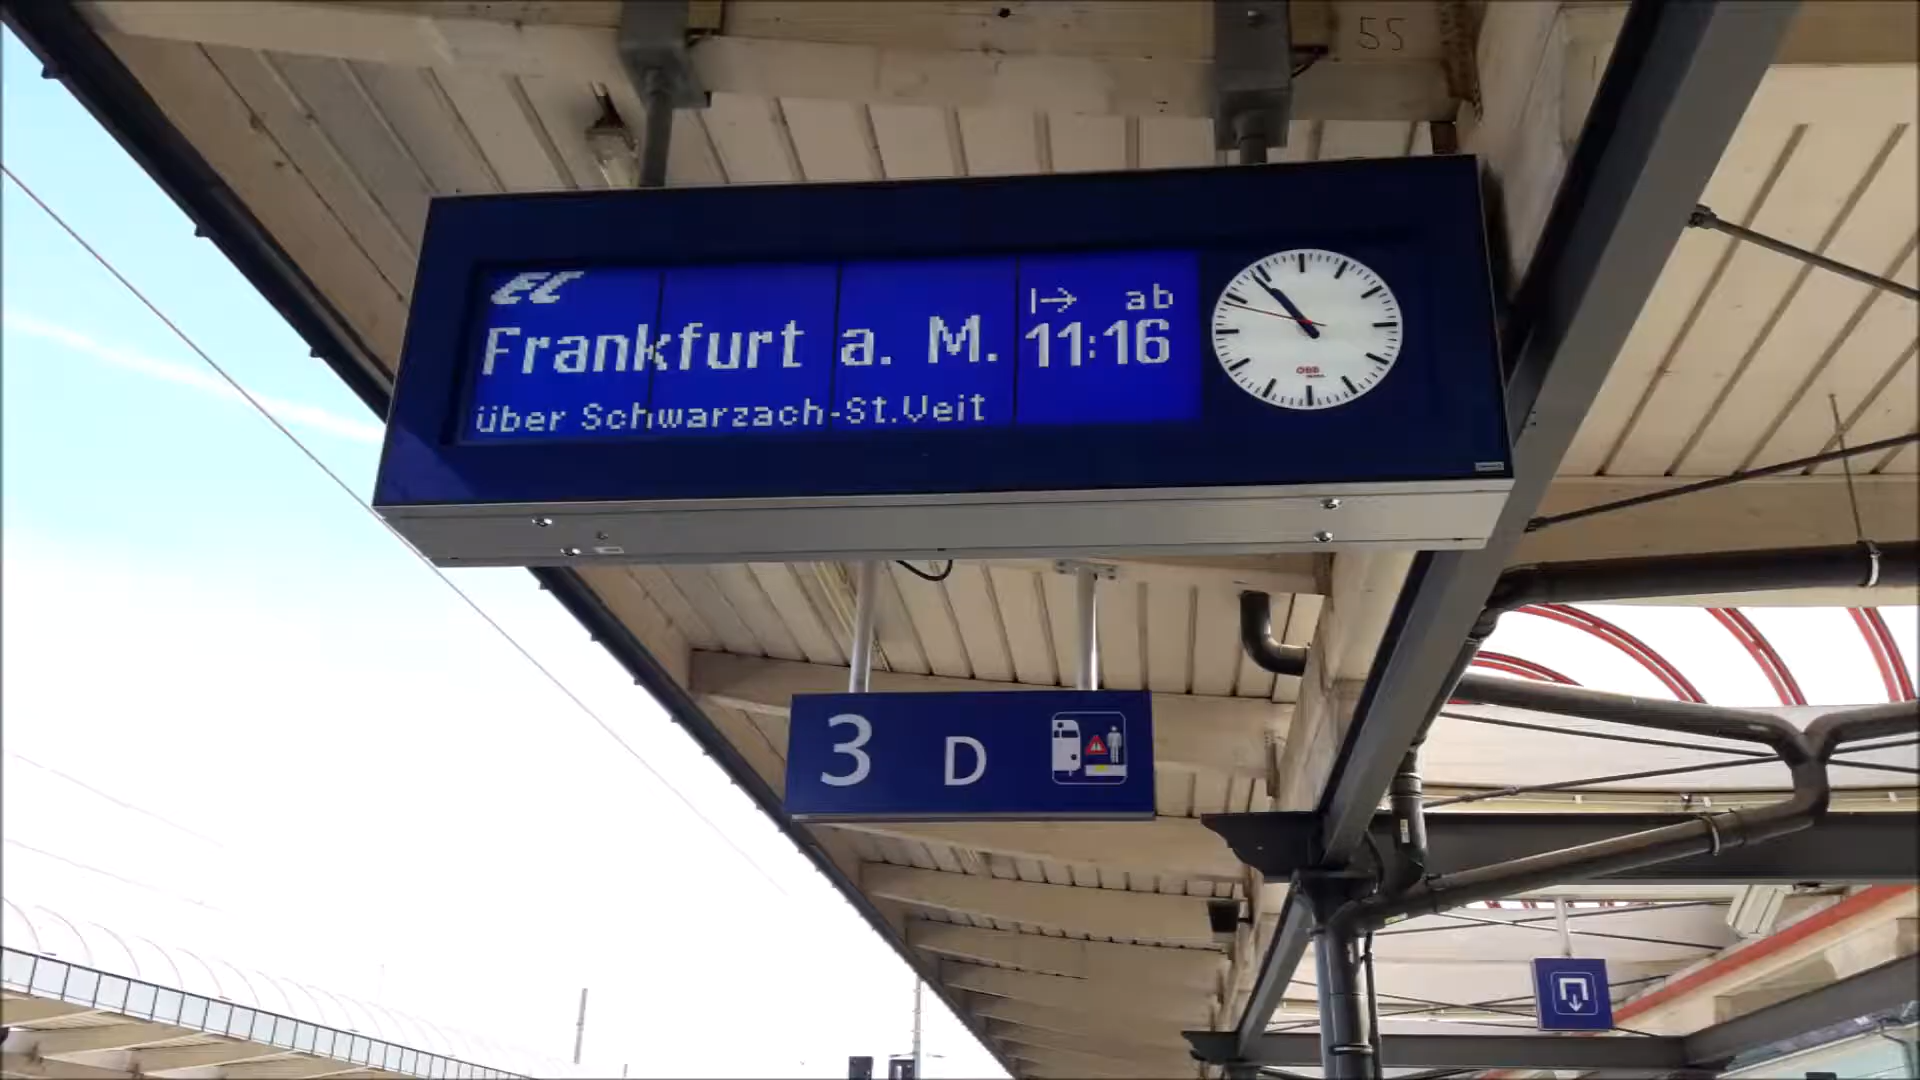 55
EC
Frankfurt a. M.
über Schwarzach-St.Veit
ab
11:16
ÖBB
3 D